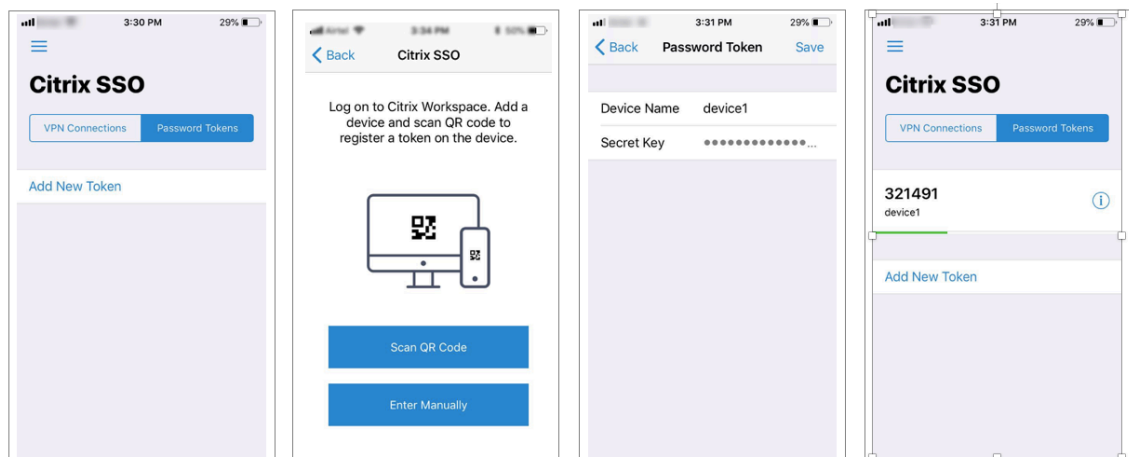 3:30 PM
29%
Citrix SSO
VPN Connections
Password Tokens
Add New Token
3:34 PM
50%
Back
Citrix SSO
Log on to Citrix Workspace. Add a
device and scan QR code to
register a token on the device.
Scan QR Code
Enter Manually
3:31 PM
29%
Back
Password Token
Save
Device Name
device1
Secret Key
●●●●●●●●●●●●●...
3:31 PM
29%
Citrix SSO
VPN Connections
Password Tokens
321491
device1
Add New Token